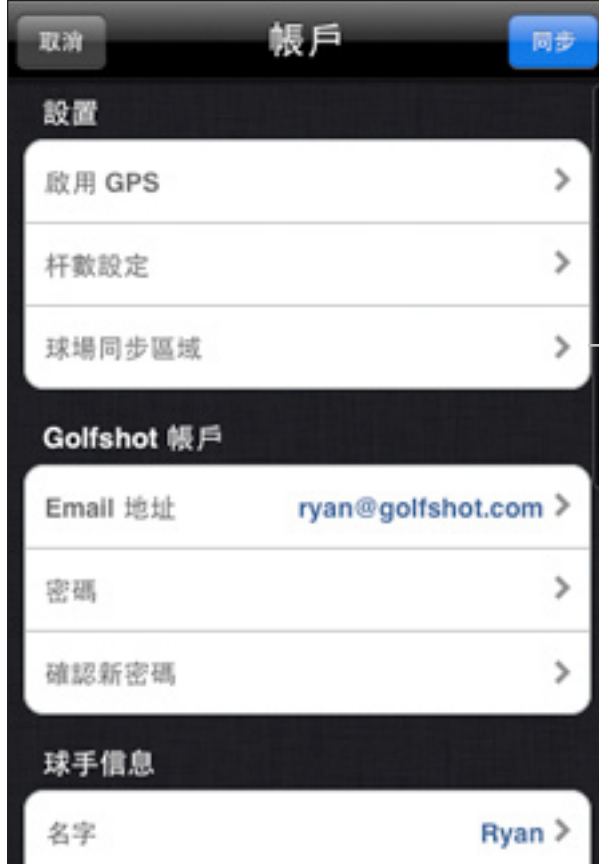 取消 帳戶 同步
設置
啟用 GPS
杆數設定
球場同步區域
Golfshot 帳戶
Email 地址 ryan@golfshot.com
密碼
確認新密碼
球手信息
名字 Ryan